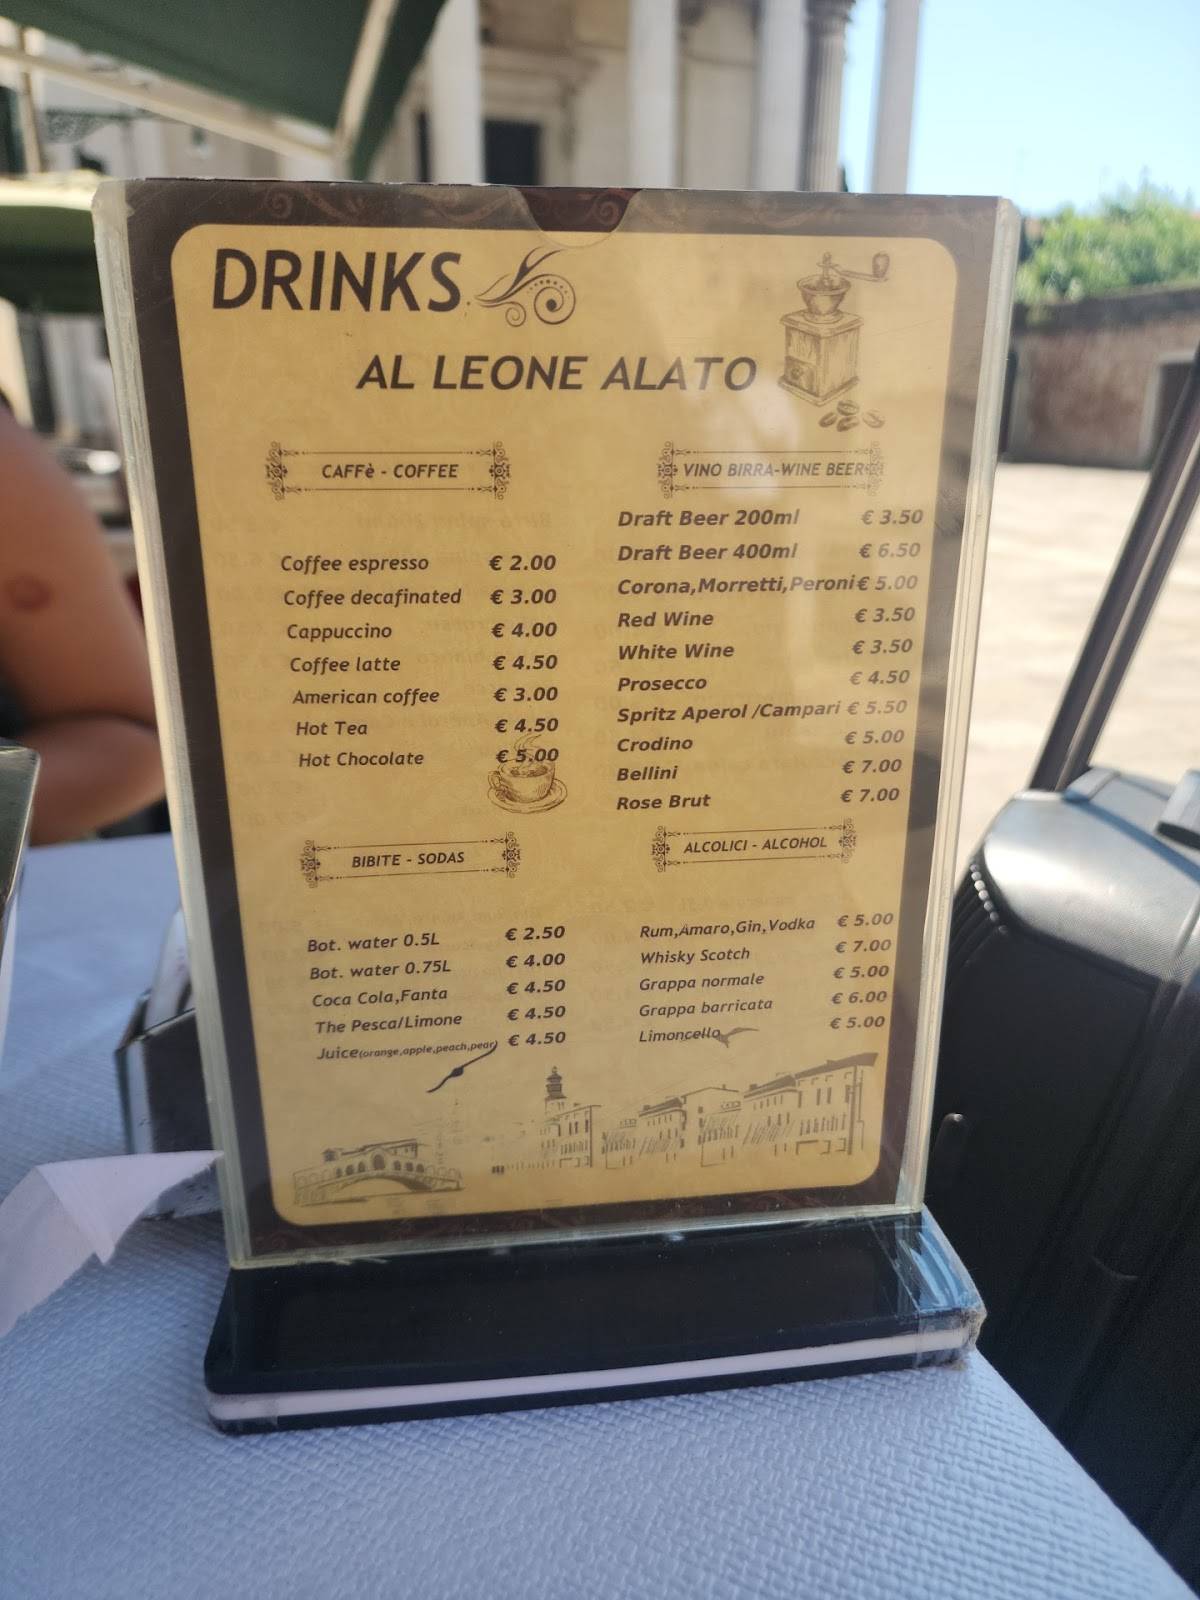 DRINKS
AL LEONE ALATO
CAFFè - COFFEE
Coffee espresso € 2.00
Coffee decafinated € 3.00
Cappuccino € 4.00
Coffee latte € 4.50
American coffee € 3.00
Hot Tea € 4.50
Hot Chocolate € 5.00
VINO BIRRA-WINE BEER
Draft Beer 200ml € 3.50
Draft Beer 400ml € 6.50
Corona,Morretti,Peroni € 5.00
Red Wine € 3.50
White Wine € 3.50
Prosecco € 4.50
Spritz Aperol /Campari € 5.50
Crodino € 5.00
Bellini € 7.00
Rose Brut € 7.00
BIBITE - SODAS
Bot. water 0.5L € 2.50
Bot. water 0.75L € 4.00
Coca Cola,Fanta € 4.50
The Pesca/Limone € 4.50
Juice(orange,apple,peach,pear) € 4.50
ALCOLICI - ALCOHOL
Rum,Amaro,Gin,Vodka € 5.00
Whisky Scotch € 7.00
Grappa normale € 5.00
Grappa barricata € 6.00
Limoncello € 5.00